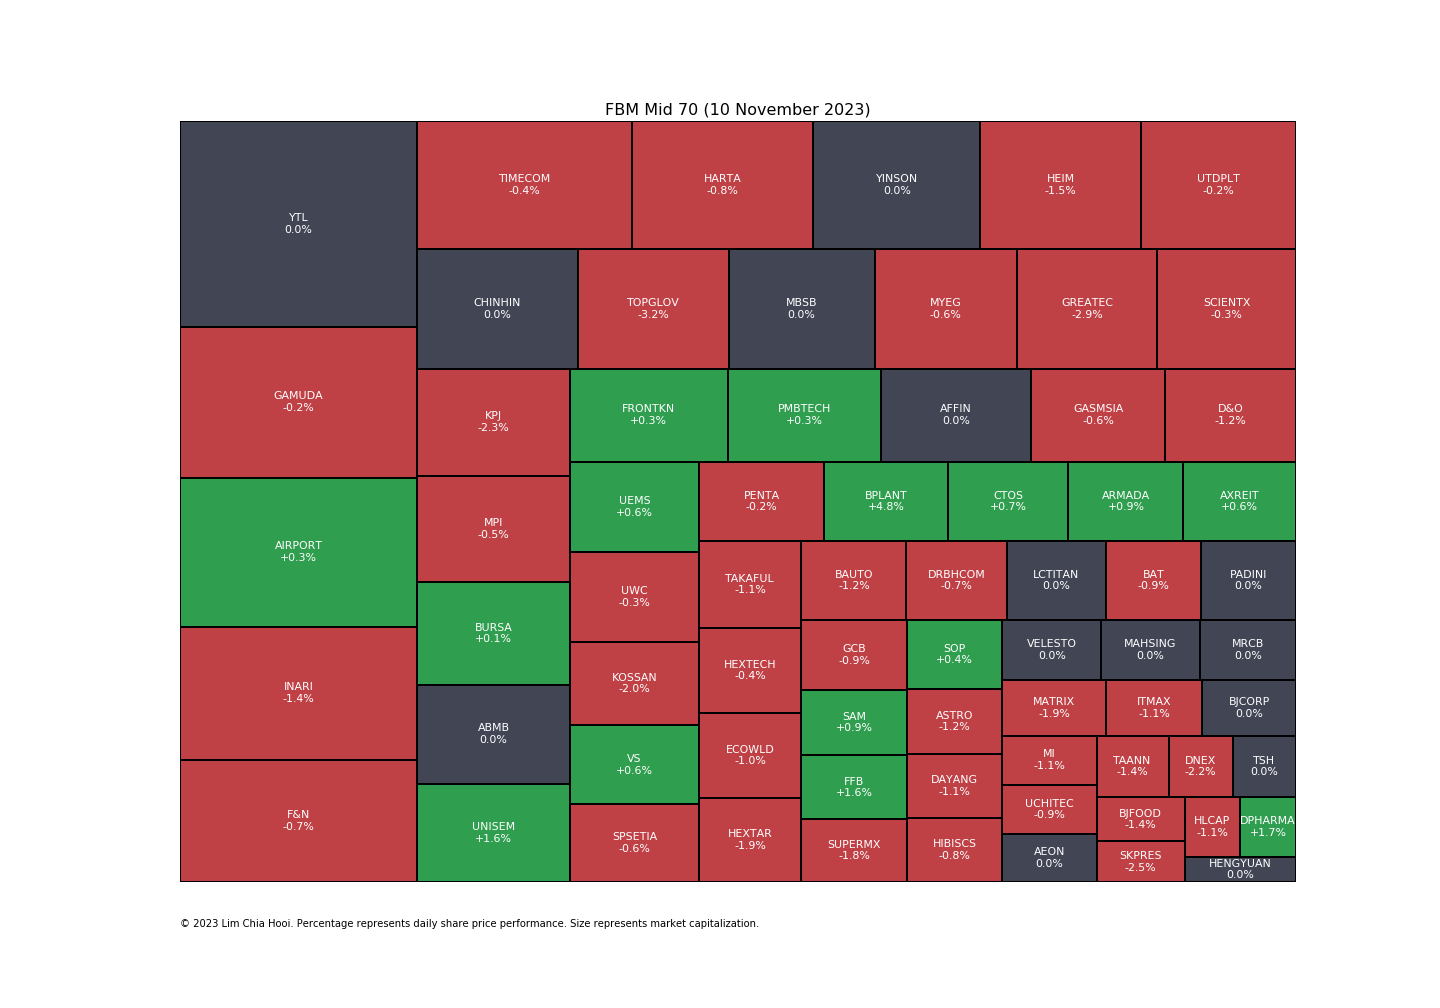 FBM Mid 70 (10 November 2023)
YTL
0.0%
GAMUDA
-0.2%
AIRPORT
+0.3%
INARI
-1.4%
F&N
-0.7%
TIMECOM
-0.4%
HARTA
-0.8%
YINSON
0.0%
HEIM
-1.5%
UTDPLT
-0.2%
CHINHIN
0.0%
TOPGLOV
-3.2%
MBSB
0.0%
MYEG
-0.6%
GREATEC
-2.9%
SCIENTX
-0.3%
KPJ
-2.3%
MPI
-0.5%
BURSA
+0.1%
ABMB
0.0%
UNISEM
+1.6%
FRONTKN
+0.3%
PMBTECH
+0.3%
AFFIN
0.0%
GASMSIA
-0.6%
D&O
-1.2%
UEMS
+0.6%
UWC
-0.3%
KOSSAN
-2.0%
VS
+0.6%
SPSETIA
-0.6%
PENTA
-0.2%
BPLANT
+4.8%
CTOS
+0.7%
ARMADA
+0.9%
AXREIT
+0.6%
TAKAFUL
-1.1%
HEXTECH
-0.4%
ECOWLD
-1.0%
HEXTAR
-1.9%
BAUTO
-1.2%
DRBHCOM
-0.7%
LCTITAN
0.0%
BAT
-0.9%
PADINI
0.0%
GCB
-0.9%
SAM
+0.9%
FFB
+1.6%
SUPERMX
-1.8%
SOP
+0.4%
ASTRO
-1.2%
DAYANG
-1.1%
HIBISCS
-0.8%
VELESTO
0.0%
MAHSING
0.0%
MRCB
0.0%
MATRIX
-1.9%
ITMAX
-1.1%
BJCORP
0.0%
MI
-1.1%
UCHITEC
-0.9%
AEON
0.0%
TAANN
-1.4%
DNEX
-2.2%
TSH
0.0%
BJFOOD
-1.4%
SKPRES
-2.5%
HLCAP
-1.1%
DPHARMA
+1.7%
HENGYUAN
0.0%
© 2023 Lim Chia Hooi. Percentage represents daily share price performance. Size represents market capitalization.